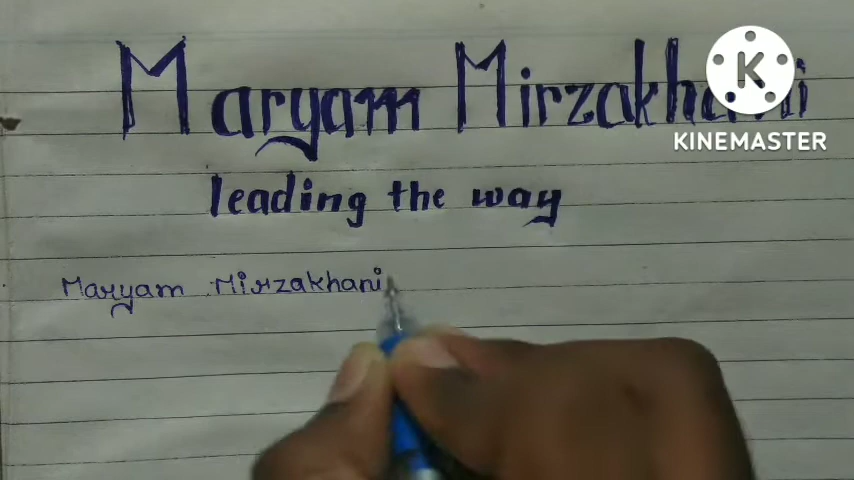 Maryam Mirzakhani
K
KINEMASTER
leading the way
Maryam Mirzakhani